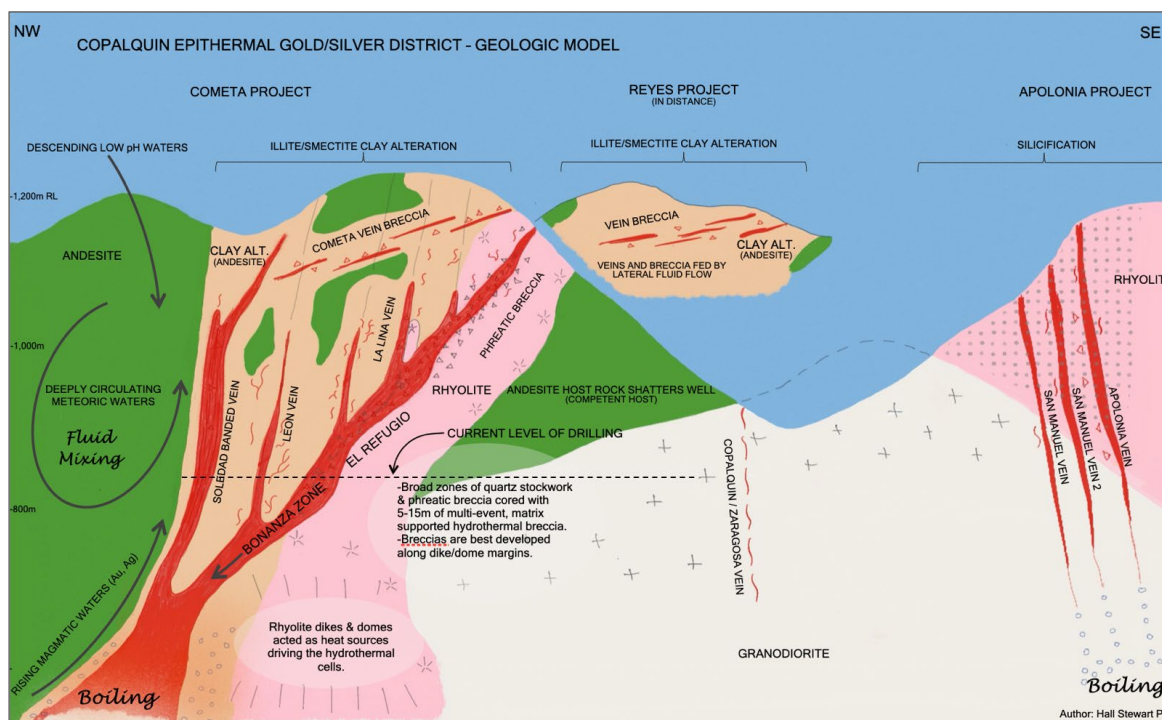 NW
SE
COPALQUIN EPITHERMAL GOLD/SILVER DISTRICT - GEOLOGIC MODEL
COMETA PROJECT
REYES PROJECT
(IN DISTANCE)
APOLONIA PROJECT
DESCENDING LOW pH WATERS
ILLITE/SMECTITE CLAY ALTERATION
ILLITE/SMECTITE CLAY ALTERATION
SILICIFICATION
-1,200m RL
ANDESITE
CLAY ALT.
(ANDESITE)
COMETA VEIN BRECCIA
VEIN BRECCIA
CLAY ALT.
(ANDESITE)
VEINS AND BRECCIA FED BY
LATERAL FLUID FLOW
RHYOLITE
-1,000m
DEEPLY CIRCULATING
METEORIC WATERS
Fluid
Mixing
SOLEDAD BANDED VEIN
LEON VEIN
LA LINA VEIN
PHREATIC BRECCIA
RHYOLITE
EL REFUGIO
BONANZA ZONE
ANDESITE HOST ROCK SHATTERS WELL
(COMPETENT HOST)
CURRENT LEVEL OF DRILLING
-Broad zones of quartz stockwork
& phreatic breccia cored with
5-15m of multi-event, matrix
supported hydrothermal breccia.
-Breccias are best developed
along dike/dome margins.
COPALQUIN / ZARAGOSA VEIN
SAN MANUEL VEIN
SAN MANUEL VEIN 2
APOLONIA VEIN
-800m
RISING MAGMATIC WATERS (Au, Ag)
Rhyolite dikes & domes
acted as heat sources
driving the hydrothermal
cells.
GRANODIORITE
Boiling
Boiling
Author: Hall Stewart P